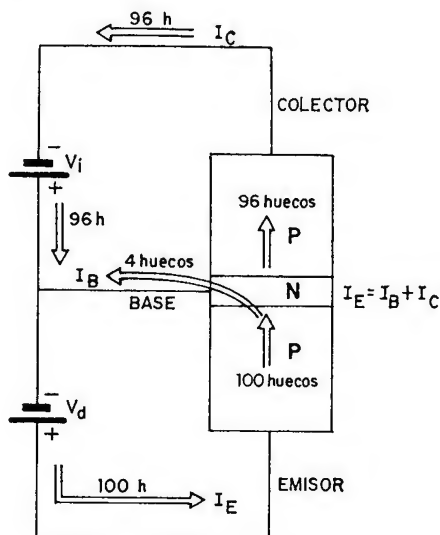 96 h
I_C
COLECTOR
−
V_i
+
96 huecos
P
96 h
4 huecos
I_B
N
I_E = I_B + I_C
BASE
P
100 huecos
−
V_d
+
100 h
I_E
EMISOR